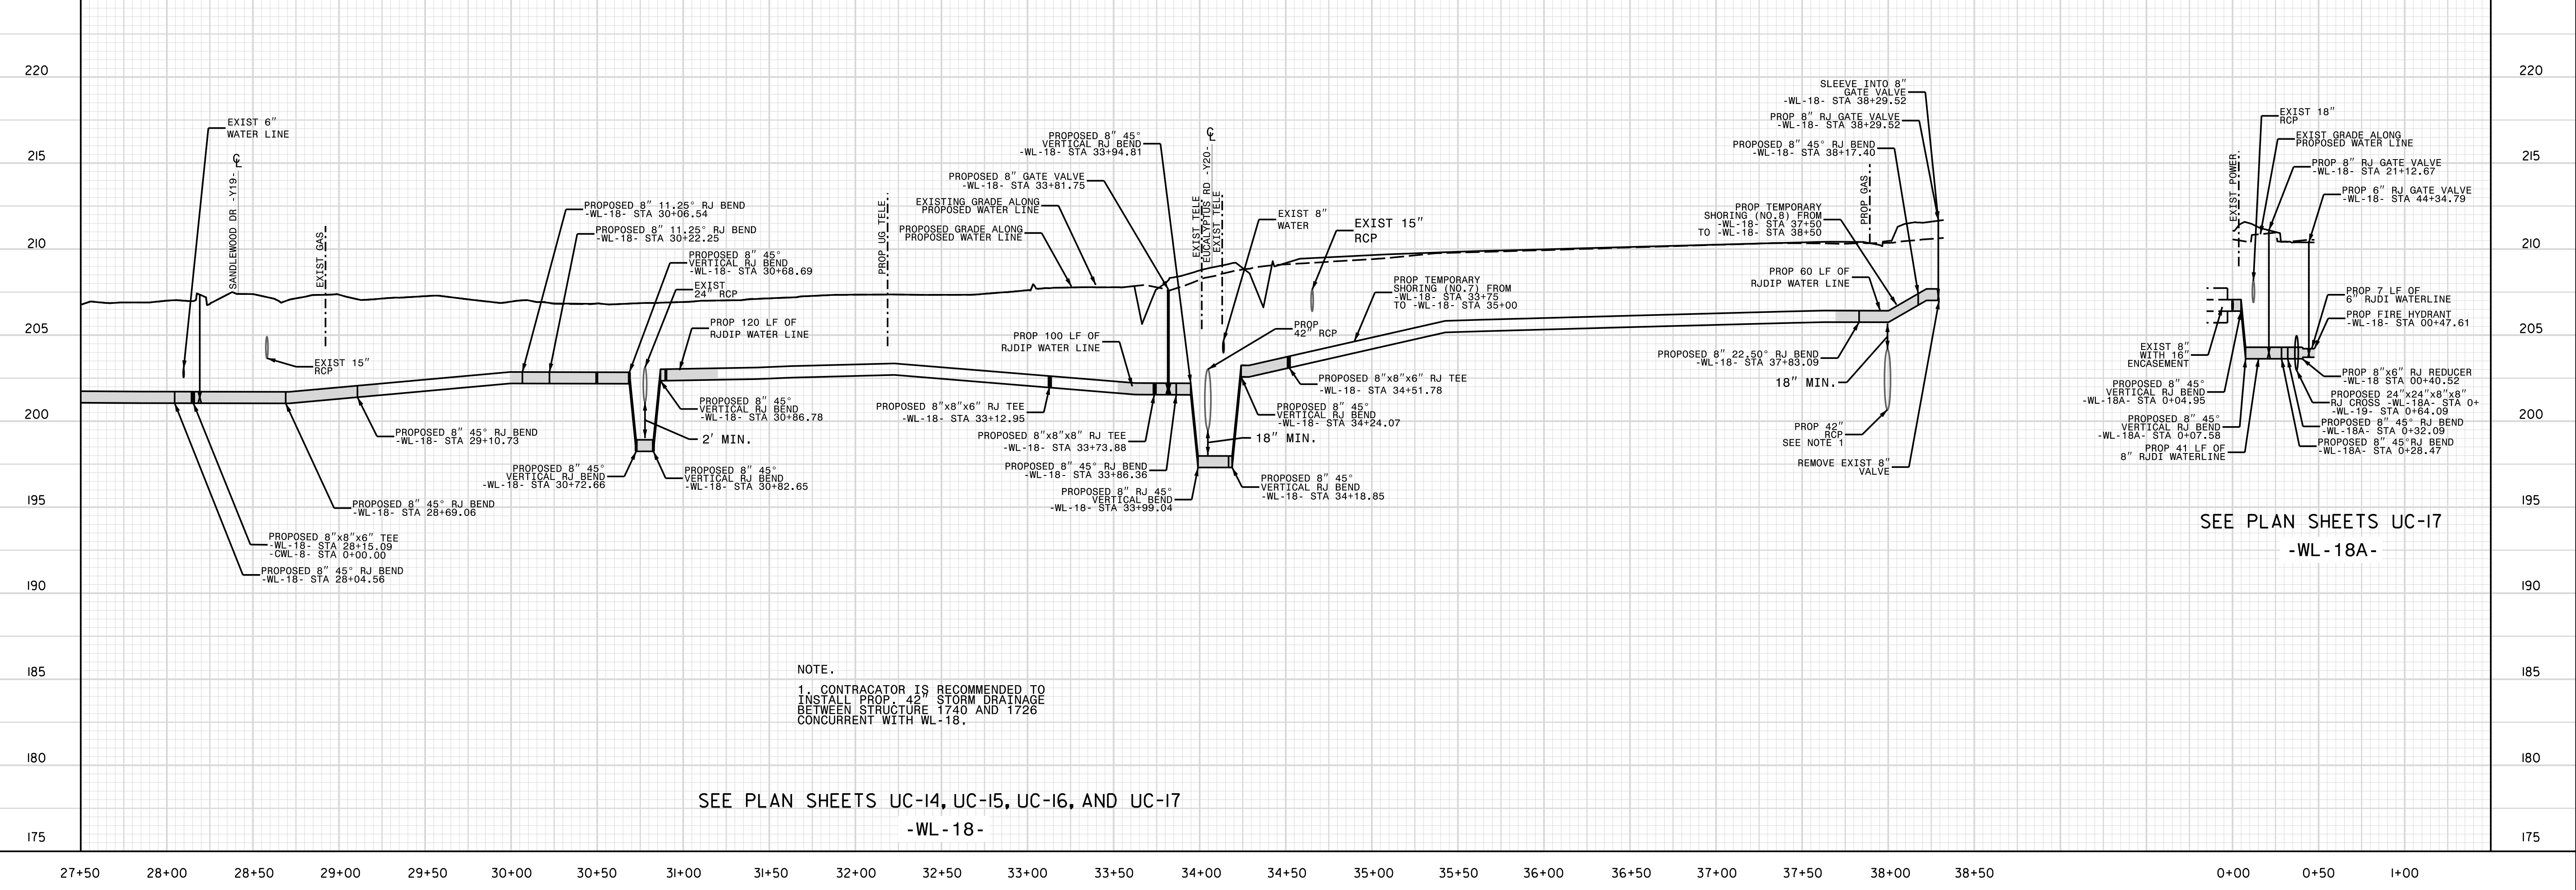 220
215
210
205
200
195
190
185
180
175
EXIST 6"
WATER LINE
℄
SANDLEWOOD DR -Y19-
EXIST GAS
EXIST 15"
RCP
PROPOSED 8" 45° RJ BEND
-WL-18- STA 29+10.73
PROPOSED 8" 45° RJ BEND
-WL-18- STA 28+69.06
PROPOSED 8"x8"x6" TEE
-WL-18- STA 28+15.09
-CWL-8- STA 0+00.00
PROPOSED 8" 45° RJ BEND
-WL-18- STA 28+04.56
PROPOSED 8" 11.25° RJ BEND
-WL-18- STA 30+06.54
PROPOSED 8" 11.25° RJ BEND
-WL-18- STA 30+22.25
PROPOSED 8" 45°
VERTICAL RJ BEND
-WL-18- STA 30+68.69
EXIST
24" RCP
PROP 120 LF OF
RJDIP WATER LINE
PROPOSED 8" 45°
VERTICAL RJ BEND
-WL-18- STA 30+86.78
2' MIN.
PROPOSED 8" 45°
VERTICAL RJ BEND
-WL-18- STA 30+72.66
PROPOSED 8" 45°
VERTICAL RJ BEND
-WL-18- STA 30+82.65
PROP UG TELE
PROPOSED 8" 45°
VERTICAL RJ BEND
-WL-18- STA 33+94.81
PROPOSED 8" GATE VALVE
-WL-18- STA 33+81.75
EXISTING GRADE ALONG
PROPOSED WATER LINE
PROPOSED GRADE ALONG
PROPOSED WATER LINE
PROP 100 LF OF
RJDIP WATER LINE
PROPOSED 8"x8"x6" RJ TEE
-WL-18- STA 33+12.95
PROPOSED 8"x8"x8" RJ TEE
-WL-18- STA 33+73.88
PROPOSED 8" 45° RJ BEND
-WL-18- STA 33+86.36
PROPOSED 8" RJ 45°
VERTICAL BEND
-WL-18- STA 33+99.04
℄
EXIST TELE
EUCALYPTUS RD -Y20-
EXIST TELE
EXIST 8"
WATER
EXIST 15"
RCP
PROP
42" RCP
PROP TEMPORARY
SHORING (NO.7) FROM
-WL-18- STA 33+75
TO -WL-18- STA 35+00
PROPOSED 8"x8"x6" RJ TEE
-WL-18- STA 34+51.78
PROPOSED 8" 45°
VERTICAL RJ BEND
-WL-18- STA 34+24.07
18" MIN.
PROPOSED 8" 45°
VERTICAL RJ BEND
-WL-18- STA 34+18.85
SLEEVE INTO 8"
GATE VALVE
-WL-18- STA 38+29.52
PROP 8" RJ GATE VALVE
-WL-18- STA 38+29.52
PROPOSED 8" 45° RJ BEND
-WL-18- STA 38+17.40
PROP GAS
PROP TEMPORARY
SHORING (NO.8) FROM
-WL-18- STA 37+50
TO -WL-18- STA 38+50
PROP 60 LF OF
RJDIP WATER LINE
PROPOSED 8" 22.50° RJ BEND
-WL-18- STA 37+83.09
18" MIN.
PROP 42"
RCP
SEE NOTE 1
REMOVE EXIST 8"
VALVE
EXIST POWER
EXIST 18"
RCP
EXIST GRADE ALONG
PROPOSED WATER LINE
PROP 8" RJ GATE VALVE
-WL-18- STA 21+12.67
PROP 6" RJ GATE VALVE
-WL-18- STA 44+34.79
PROP 7 LF OF
6" RJDI WATERLINE
PROP FIRE HYDRANT
-WL-18- STA 00+47.61
EXIST 8"
WITH 16"
ENCASEMENT
PROP 8"x6" RJ REDUCER
-WL-18 STA 00+40.52
PROPOSED 8" 45°
VERTICAL RJ BEND
-WL-18A- STA 0+04.95
PROPOSED 24"x24"x8"x8"
RJ CROSS -WL-18A- STA 0+
-WL-19- STA 0+64.09
PROPOSED 8" 45°
VERTICAL RJ BEND
-WL-18A- STA 0+07.58
PROPOSED 8" 45° RJ BEND
-WL-18A- STA 0+32.09
PROPOSED 8" 45°RJ BEND
-WL-18A- STA 0+28.47
PROP 41 LF OF
8" RJDI WATERLINE
SEE PLAN SHEETS UC-17
-WL-18A-
NOTE.
1. CONTRACATOR IS RECOMMENDED TO
INSTALL PROP. 42" STORM DRAINAGE
BETWEEN STRUCTURE 1740 AND 1726
CONCURRENT WITH WL-18.
SEE PLAN SHEETS UC-14, UC-15, UC-16, AND UC-17
-WL-18-
220
215
210
205
200
195
190
185
180
175
27+50 28+00 28+50 29+00 29+50 30+00 30+50 31+00 31+50 32+00 32+50 33+00 33+50 34+00 34+50 35+00 35+50 36+00 36+50 37+00 37+50 38+00 38+50 0+00 0+50 1+00